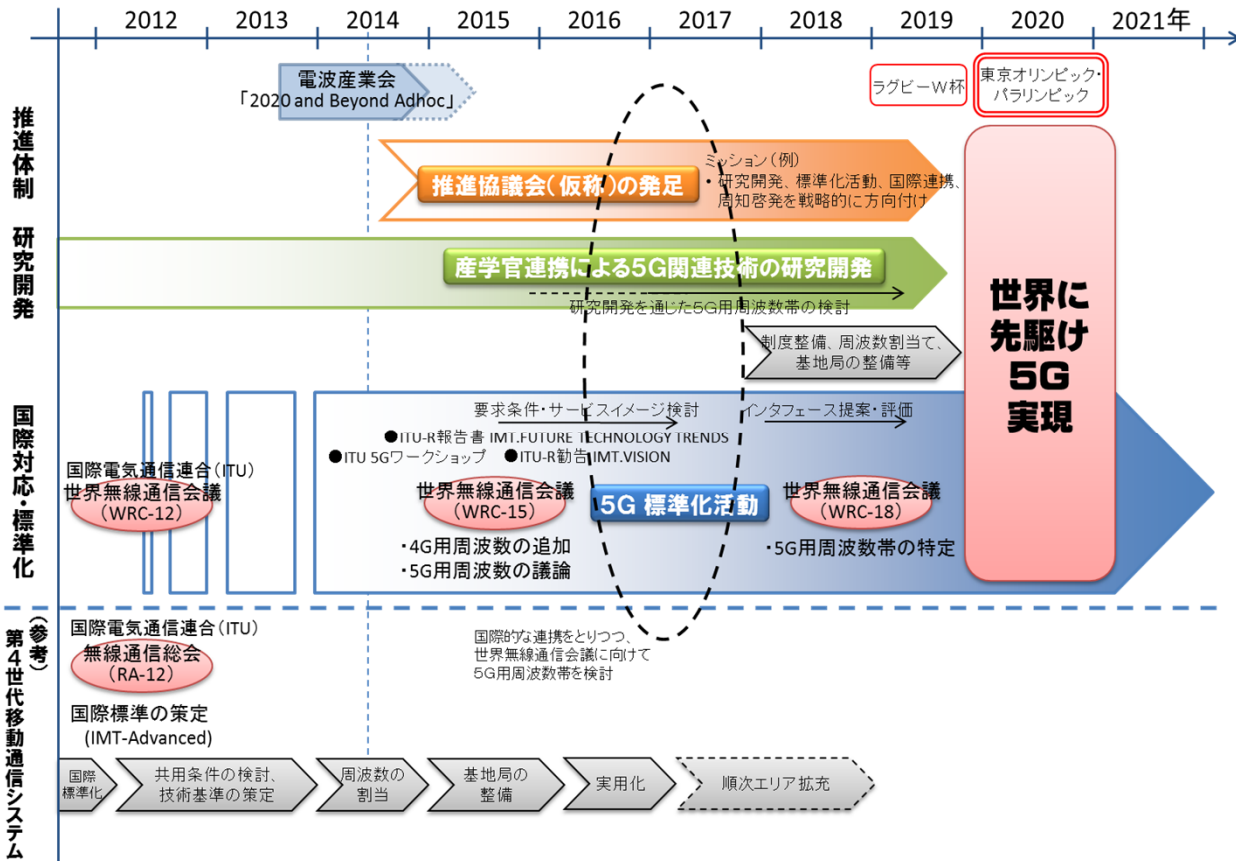 2012 2013 2014 2015 2016 2017 2018 2019 2020 2021年
推進体制
電波産業会
「2020 and Beyond Adhoc」
ラグビーW杯
東京オリンピック・
パラリンピック
推進協議会(仮称)の発足
ミッション(例)
・研究開発、標準化活動、国際連携、
周知啓発を戦略的に方向付け
研究開発
産学官連携による5G関連技術の研究開発
研究開発を通じた5G用周波数帯の検討
制度整備、周波数割当て、
基地局の整備等
世界に
先駆け
5G
実現
国際対応・標準化
要求条件・サービスイメージ検討
インタフェース提案・評価
●ITU-R報告書 IMT.FUTURE TECHNOLOGY TRENDS
●ITU 5Gワークショップ ●ITU-R勧告 IMT.VISION
国際電気通信連合(ITU)
世界無線通信会議
(WRC-12)
世界無線通信会議
(WRC-15)
・4G用周波数の追加
・5G用周波数の議論
5G 標準化活動
世界無線通信会議
(WRC-18)
・5G用周波数帯の特定
(参考)
第4世代移動通信システム
国際電気通信連合(ITU)
無線通信総会
(RA-12)
国際標準の策定
(IMT-Advanced)
国際的な連携をとりつつ、
世界無線通信会議に向けて
5G用周波数帯を検討
国際
標準化
共用条件の検討、
技術基準の策定
周波数の
割当
基地局の
整備
実用化
順次エリア拡充